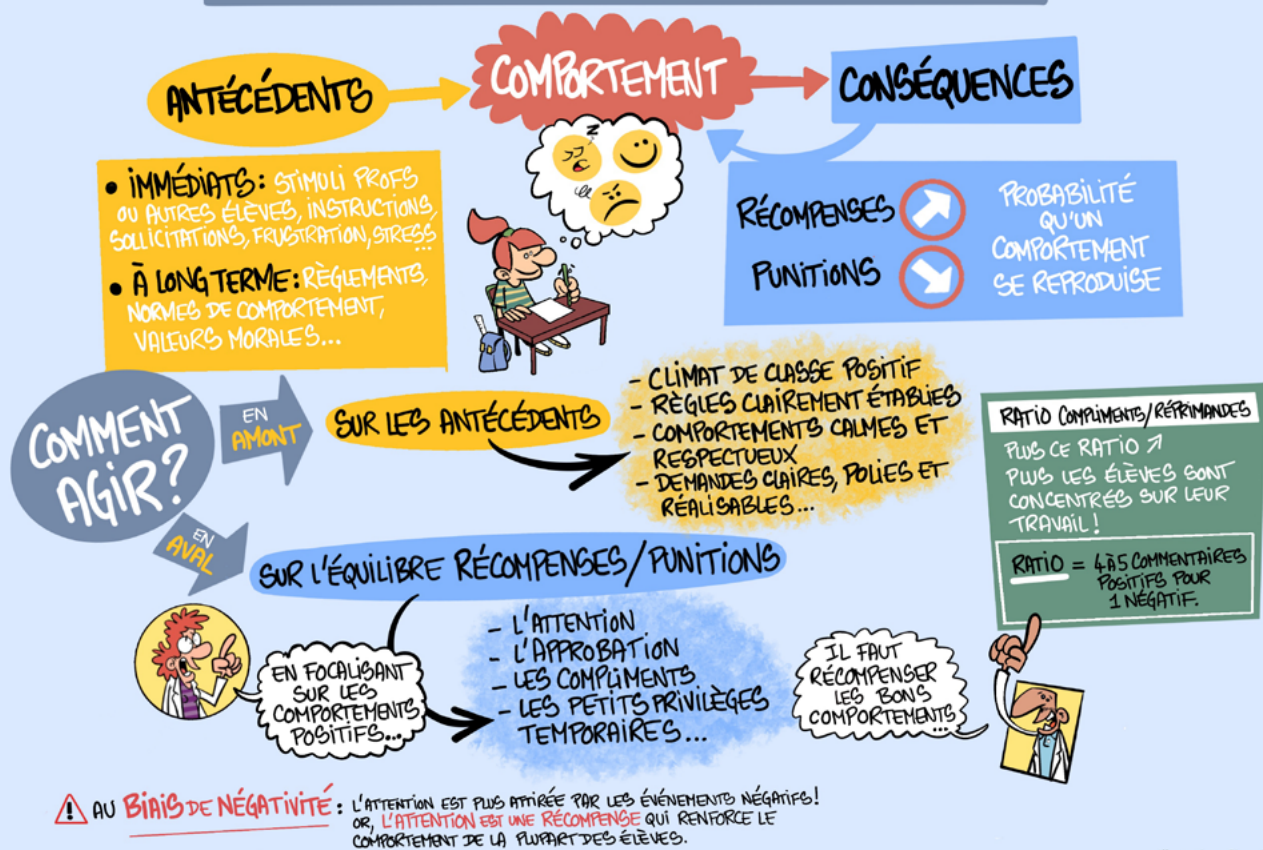 ANTÉCÉDENTS
COMPORTEMENT
CONSÉQUENCES
• IMMÉDIATS : STIMULI PROFS
OU AUTRES ÉLÈVES, INSTRUCTIONS,
SOLLICITATIONS, FRUSTRATION, STRESS
...
• À LONG TERME : RÈGLEMENTS,
NORMES DE COMPORTEMENT,
VALEURS MORALES...
Z
RÉCOMPENSES ↗
PUNITIONS ↘
PROBABILITÉ
QU'UN
COMPORTEMENT
SE REPRODUISE
COMMENT
AGIR?
EN
AMONT
SUR LES ANTÉCÉDENTS
- CLIMAT DE CLASSE POSITIF
- RÈGLES CLAIREMENT ÉTABLIES
- COMPORTEMENTS CALMES ET
RESPECTUEUX
- DEMANDES CLAIRES, POLIES ET
RÉALISABLES...
RATIO COMPLIMENTS/RÉPRIMANDES
PLUS CE RATIO ↗
PLUS LES ÉLÈVES SONT
CONCENTRÉS SUR LEUR
TRAVAIL !
RATIO = 4 À 5 COMMENTAIRES
POSITIFS POUR
1 NÉGATIF.
EN
AVAL
SUR L'ÉQUILIBRE RÉCOMPENSES/PUNITIONS
EN FOCALISANT
SUR LES
COMPORTEMENTS
POSITIFS...
- L'ATTENTION
- L'APPROBATION
- LES COMPLIMENTS
- LES PETITS PRIVILÈGES
TEMPORAIRES...
IL FAUT
RÉCOMPENSER
LES BONS
COMPORTEMENTS
...
⚠ AU BIAIS DE NÉGATIVITÉ : L'ATTENTION EST PLUS ATTIRÉE PAR LES ÉVÉNEMENTS NÉGATIFS!
OR, L'ATTENTION EST UNE RÉCOMPENSE QUI RENFORCE LE
COMPORTEMENT DE LA PLUPART DES ÉLÈVES.